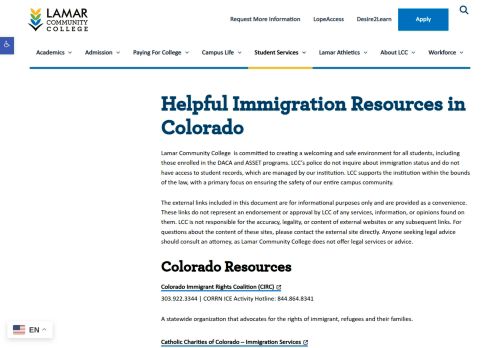 LAMAR
COMMUNITY
COLLEGE
Request More Information LopeAccess Desire2Learn Apply
Academics Admission Paying For College Campus Life Student Services Lamar Athletics About LCC Workforce
Helpful Immigration Resources in
Colorado
Lamar Community College is committed to creating a welcoming and safe environment for all students, including
those enrolled in the DACA and ASSET programs. LCC's police do not inquire about immigration status and do not
have access to student records, which are managed by our institution. LCC supports the institution within the bounds
of the law, with a primary focus on ensuring the safety of our entire campus community.
The external links included in this document are for informational purposes only and are provided as a convenience.
These links do not represent an endorsement or approval by LCC of any services, information, or opinions found on
them. LCC is not responsible for the accuracy, legality, or content of external websites or any subsequent links. For
questions about the content of these sites, please contact the external site directly. Anyone seeking legal advice
should consult an attorney, as Lamar Community College does not offer legal services or advice.
Colorado Resources
Colorado Immigrant Rights Coalition (CIRC)
303.922.3344 | CORRN ICE Activity Hotline: 844.864.8341
A statewide organization that advocates for the rights of immigrant, refugees and their families.
Catholic Charities of Colorado – Immigration Services
EN